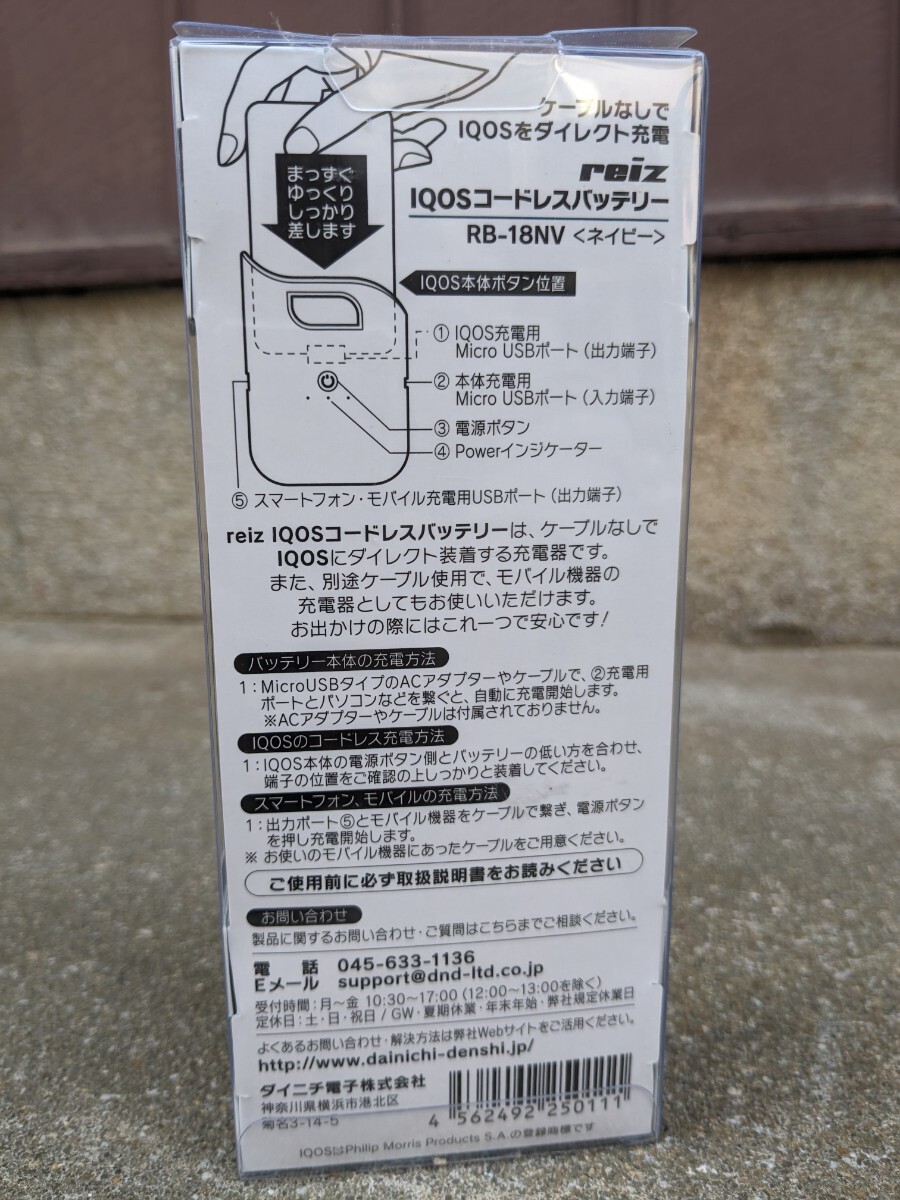 ケーブルなしで
IQOSをダイレクト充電
reiz
IQOSコードレスバッテリー
RB-18NV <ネイビー>
まっすぐ
ゆっくり
しっかり
差します
IQOS本体ボタン位置
① IQOS充電用
Micro USBポート (出力端子)
② 本体充電用
Micro USBポート (入力端子)
③ 電源ボタン
④ Powerインジケーター
⑤ スマートフォン・モバイル充電用USBポート (出力端子)
reiz IQOSコードレスバッテリーは、ケーブルなしで
IQOSにダイレクト装着する充電器です。
また、別途ケーブル使用で、モバイル機器の
充電器としてもお使いいただけます。
お出かけの際にはこれ一つで安心です!
バッテリー本体の充電方法
1:MicroUSBタイプのACアダプターやケーブルで、②充電用
ポートとパソコンなどを繋ぐと、自動に充電開始します。
※ACアダプターやケーブルは付属されておりません。
IQOSのコードレス充電方法
1:IQOS本体の電源ボタン側とバッテリーの低い方を合わせ、
端子の位置をご確認の上しっかりと装着してください。
スマートフォン、モバイルの充電方法
1:出力ポート⑤とモバイル機器をケーブルで繋ぎ、電源ボタン
を押し充電開始します。
※ お使いのモバイル機器にあったケーブルをご用意ください。
ご使用前に必ず取扱説明書をお読みください
お問い合わせ
製品に関するお問い合わせ・ご質問はこちらまでご相談ください。
電 話 045-633-1136
Eメール support@dnd-ltd.co.jp
受付時間:月〜金 10:30〜17:00 (12:00〜13:00を除く)
定休日:土・日・祝日 / GW・夏期休業・年末年始・弊社規定休業日
よくあるお問い合わせ・解決方法は弊社Webサイトをご活用ください。
http://www.dainichi-denshi.jp/
ダイニチ電子株式会社
神奈川県横浜市港北区
菊名3-14-5
4 562492 250111
IQOSはPhilip Morris Products S.A.の登録商標です